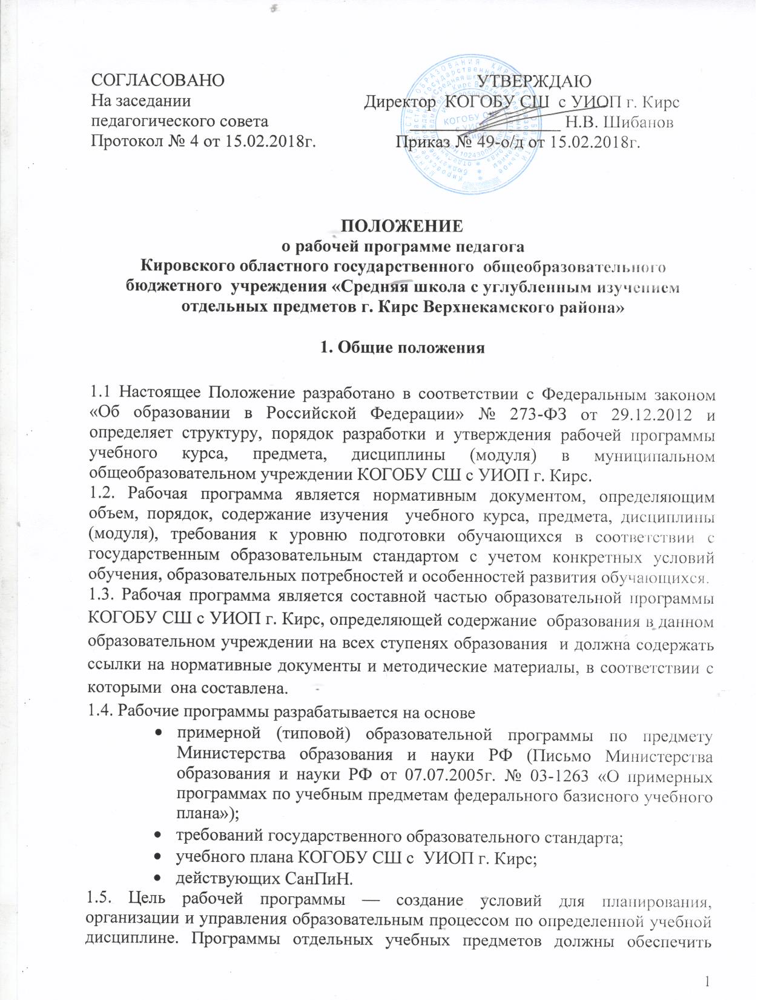 СОГЛАСОВАНО
На заседании
педагогического совета
Протокол № 4 от 15.02.2018г.
УТВЕРЖДАЮ
Директор КОГОБУ СШ с УИОП г. Кирс
Н.В. Шибанов
Приказ № 49-о/д от 15.02.2018г.
ПОЛОЖЕНИЕ
о рабочей программе педагога
Кировского областного государственного общеобразовательного
бюджетного учреждения «Средняя школа с углубленным изучением
отдельных предметов г. Кирс Верхнекамского района»
1. Общие положения
1.1 Настоящее Положение разработано в соответствии с Федеральным законом
«Об образовании в Российской Федерации» № 273-ФЗ от 29.12.2012 и
определяет структуру, порядок разработки и утверждения рабочей программы
учебного курса, предмета, дисциплины (модуля) в муниципальном
общеобразовательном учреждении КОГОБУ СШ с УИОП г. Кирс.
1.2. Рабочая программа является нормативным документом, определяющим
объем, порядок, содержание изучения учебного курса, предмета, дисциплины
(модуля), требования к уровню подготовки обучающихся в соответствии с
государственным образовательным стандартом с учетом конкретных условий
обучения, образовательных потребностей и особенностей развития обучающихся.
1.3. Рабочая программа является составной частью образовательной программы
КОГОБУ СШ с УИОП г. Кирс, определяющей содержание образования в данном
образовательном учреждении на всех ступенях образования и должна содержать
ссылки на нормативные документы и методические материалы, в соответствии с
которыми она составлена.
1.4. Рабочие программы разрабатывается на основе
• примерной (типовой) образовательной программы по предмету
Министерства образования и науки РФ (Письмо Министерства
образования и науки РФ от 07.07.2005г. № 03-1263 «О примерных
программах по учебным предметам федерального базисного учебного
плана»);
• требований государственного образовательного стандарта;
• учебного плана КОГОБУ СШ с УИОП г. Кирс;
• действующих СанПиН.
1.5. Цель рабочей программы — создание условий для планирования,
организации и управления образовательным процессом по определенной учебной
дисциплине. Программы отдельных учебных предметов должны обеспечить
1